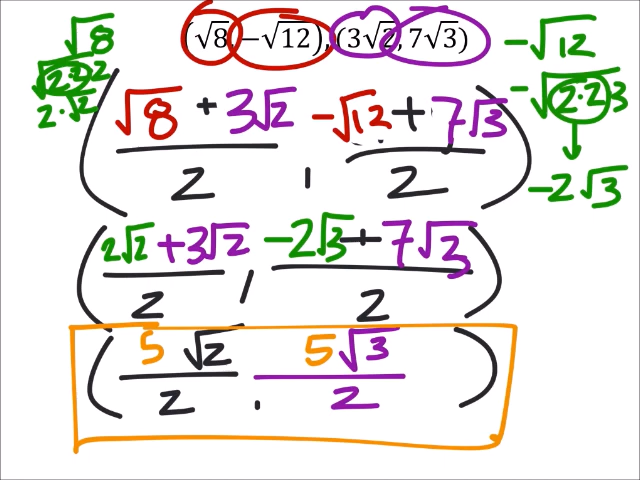 (√8, −√12), (3√2, 7√3)
√8
√2·2·2
2·√2
−√12
−√2·2·3
−2√3
(√8 + 3√2 / 2 , −√12 + 7√3 / 2)
(2√2 + 3√2 / 2 , −2√3 + 7√3 / 2)
(5√2 / 2 , 5√3 / 2)